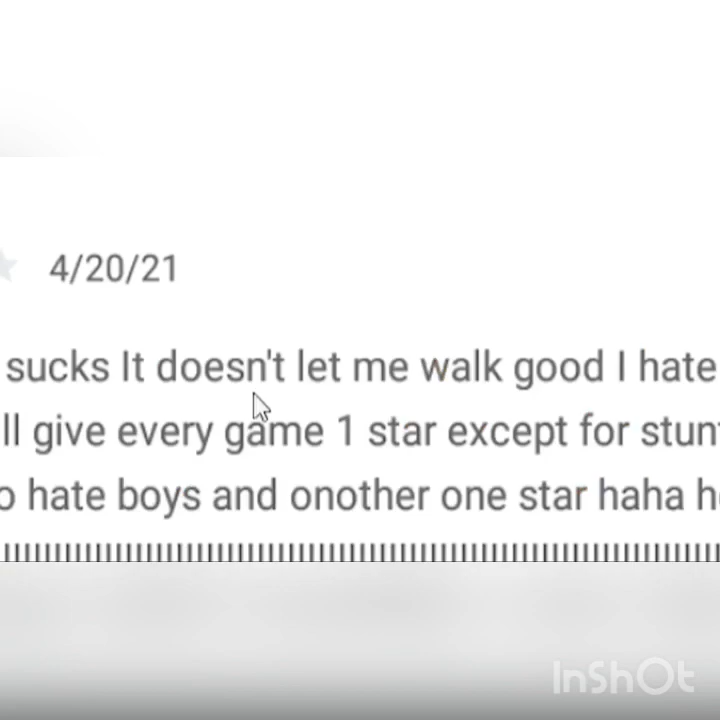 4/20/21
sucks It doesn't let me walk good I hate
ll give every game 1 star except for stun
o hate boys and onother one star haha h
InShOt